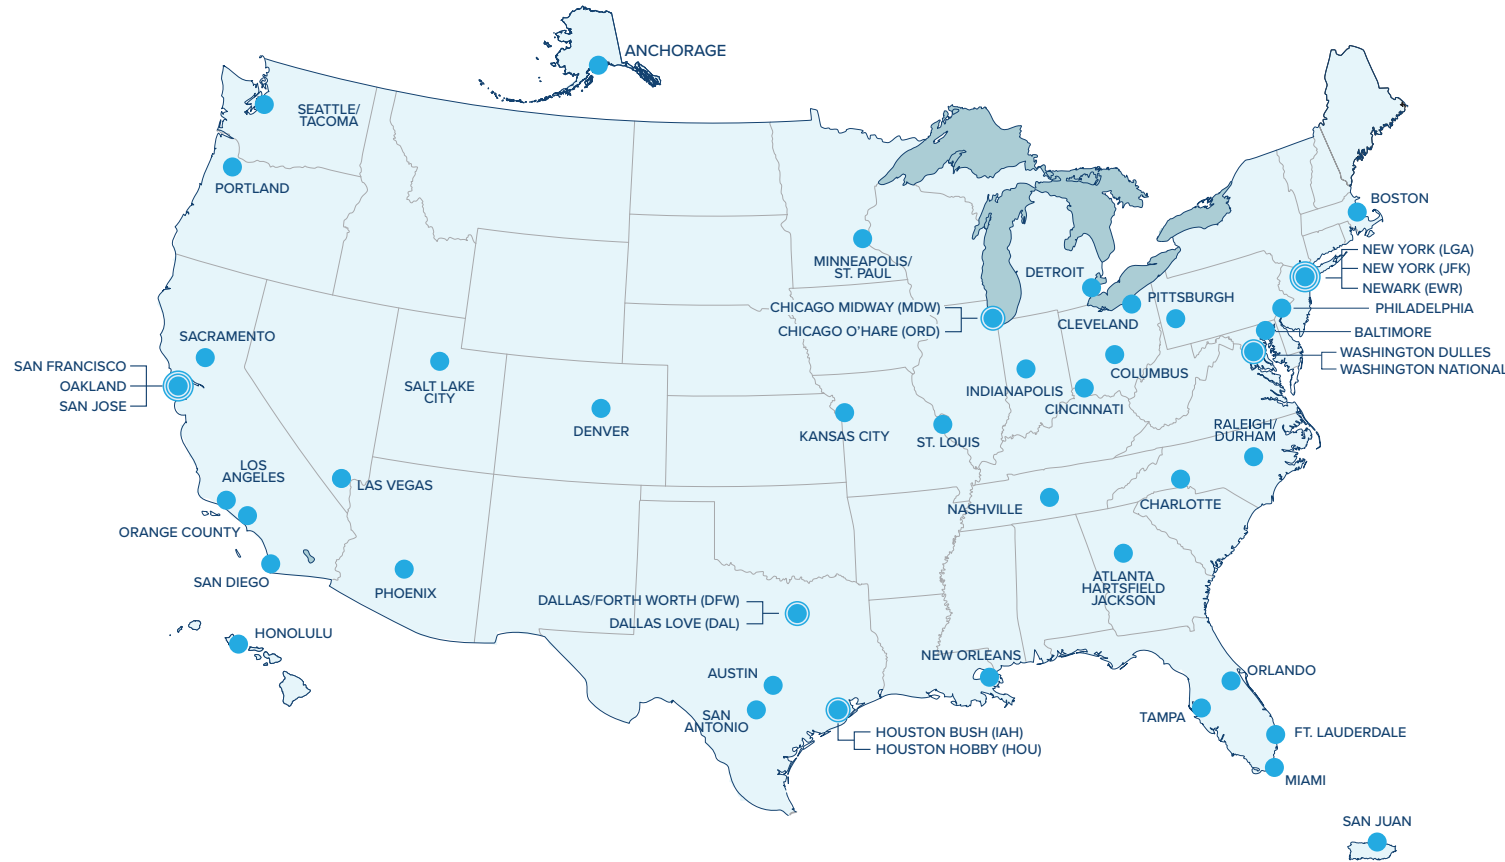 ANCHORAGE
SEATTLE/
TACOMA
PORTLAND
BOSTON
NEW YORK (LGA)
NEW YORK (JFK)
NEWARK (EWR)
MINNEAPOLIS/
ST. PAUL
DETROIT
PITTSBURGH
CHICAGO MIDWAY (MDW)
CHICAGO O'HARE (ORD)
CLEVELAND
PHILADELPHIA
BALTIMORE
WASHINGTON DULLES
WASHINGTON NATIONAL
SACRAMENTO
SAN FRANCISCO
OAKLAND
SAN JOSE
SALT LAKE
CITY
COLUMBUS
INDIANAPOLIS
CINCINNATI
DENVER
KANSAS CITY
ST. LOUIS
RALEIGH/
DURHAM
LOS
ANGELES
LAS VEGAS
NASHVILLE
CHARLOTTE
ORANGE COUNTY
SAN DIEGO
PHOENIX
ATLANTA
HARTSFIELD
JACKSON
DALLAS/FORTH WORTH (DFW)
DALLAS LOVE (DAL)
HONOLULU
NEW ORLEANS
AUSTIN
SAN
ANTONIO
ORLANDO
TAMPA
HOUSTON BUSH (IAH)
HOUSTON HOBBY (HOU)
FT. LAUDERDALE
MIAMI
SAN JUAN